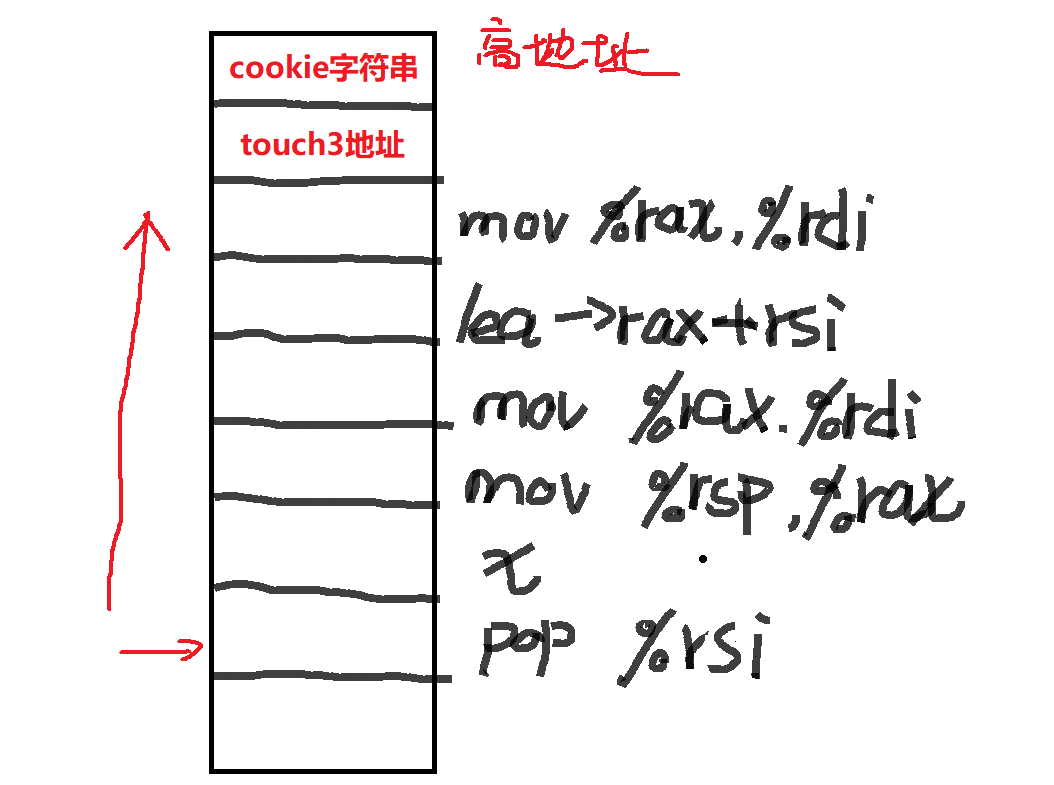 cookie字符串
高地址
touch3地址
mov %rax,%rdi
lea->rax+rsi
mov %rax.%rdi
mov %rsp,%rax
x
pop %rsi